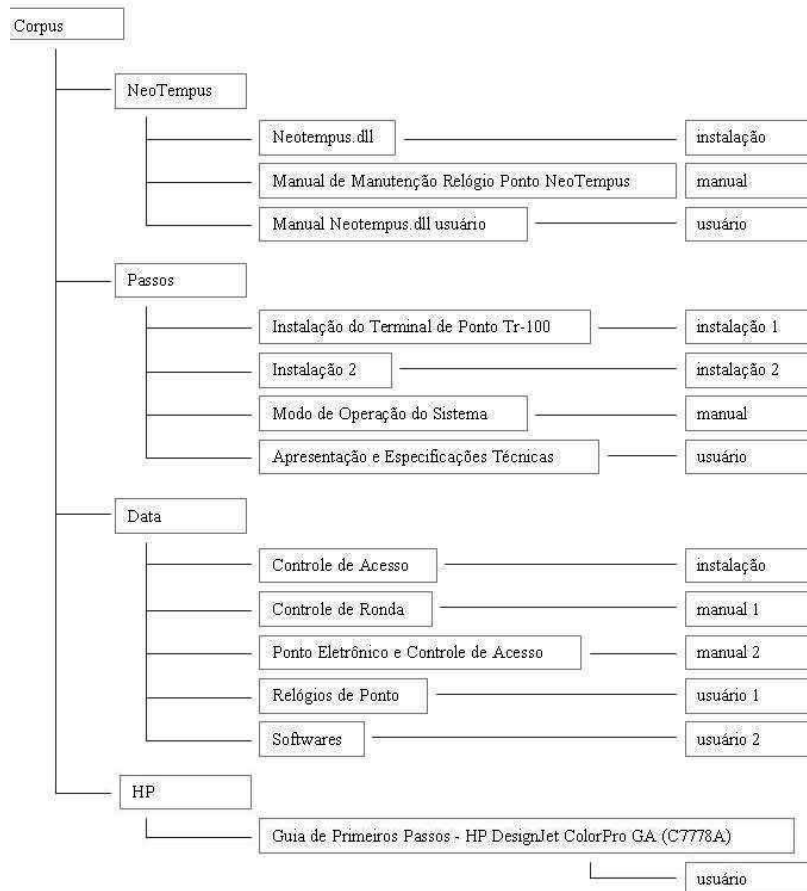 Corpus
NeoTempus
Neotempus.dll instalação
Manual de Manutenção Relógio Ponto NeoTempus manual
Manual Neotempus.dll usuário usuário
Passos
Instalação do Terminal de Ponto Tr-100 instalação 1
Instalação 2 instalação 2
Modo de Operação do Sistema manual
Apresentação e Especificações Técnicas usuário
Data
Controle de Acesso instalação
Controle de Ronda manual 1
Ponto Eletrônico e Controle de Acesso manual 2
Relógios de Ponto usuário 1
Softwares usuário 2
HP
Guia de Primeiros Passos - HP DesignJet ColorPro GA (C7778A)
usuário